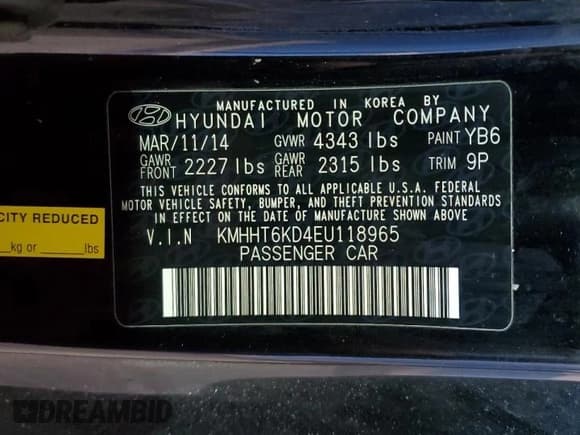 MANUFACTURED IN KOREA BY
HYUNDAI MOTOR COMPANY
MAR/11/14 GVWR 4343 lbs PAINT YB6
GAWR FRONT 2227 lbs GAWR REAR 2315 lbs TRIM 9P
THIS VEHICLE CONFORMS TO ALL APPLICABLE U.S.A. FEDERAL
MOTOR VEHICLE SAFETY, BUMPER, AND THEFT PREVENTION STANDARDS
IN EFFECT ON THE DATE OF MANUFACTURE SHOWN ABOVE.
V.I.N KMHHT6KD4EU118965
PASSENGER CAR
CITY REDUCED
kg or lbs
DREAMBID